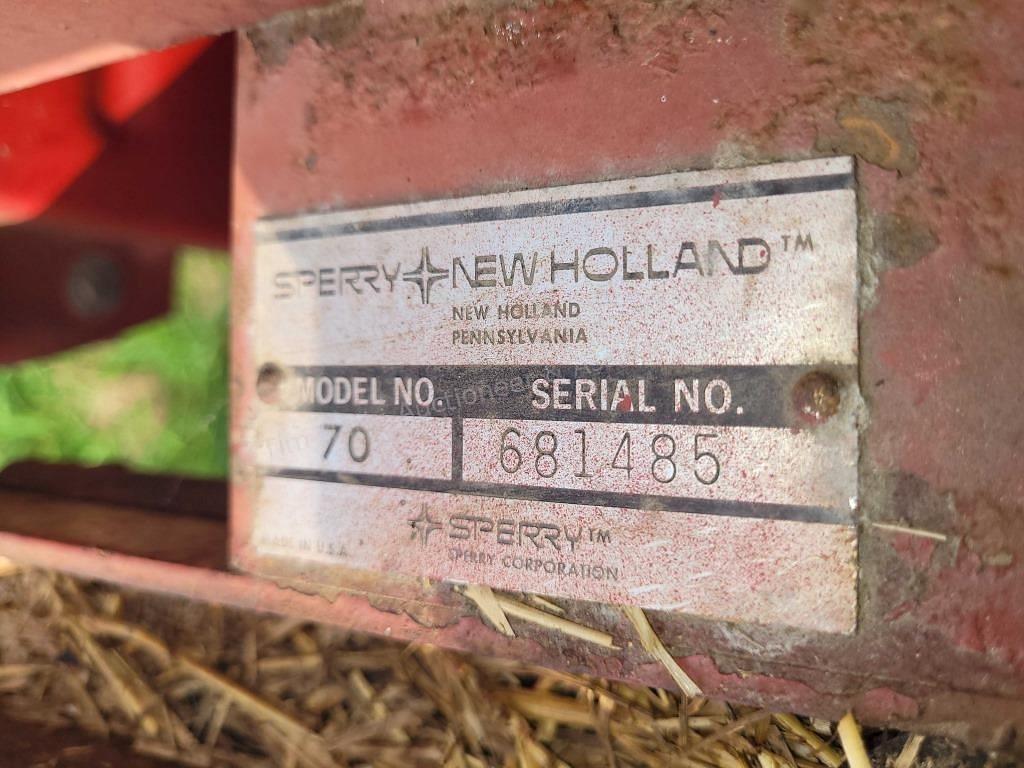 SPERRY NEW HOLLAND™
NEW HOLLAND
PENNSYLVANIA
MODEL NO. SERIAL NO.
70 681485
SPERRY™
SPERRY CORPORATION
MADE IN U.S.A.